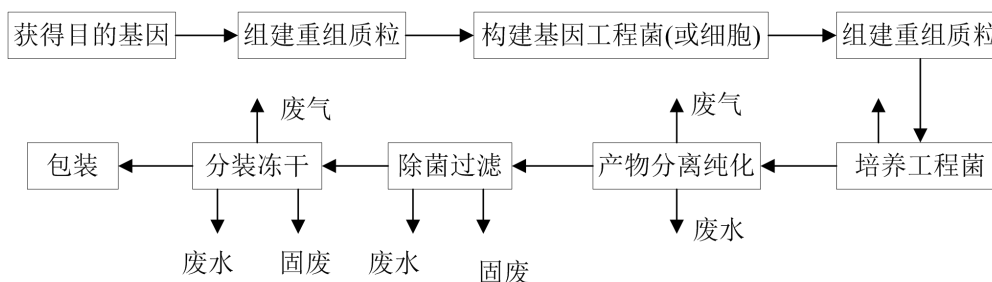 获得目的基因
组建重组质粒
构建基因工程菌(或细胞)
组建重组质粒
废气
废气
包装
分装冻干
除菌过滤
产物分离纯化
培养工程菌
废水
固废
废水
固废
废水